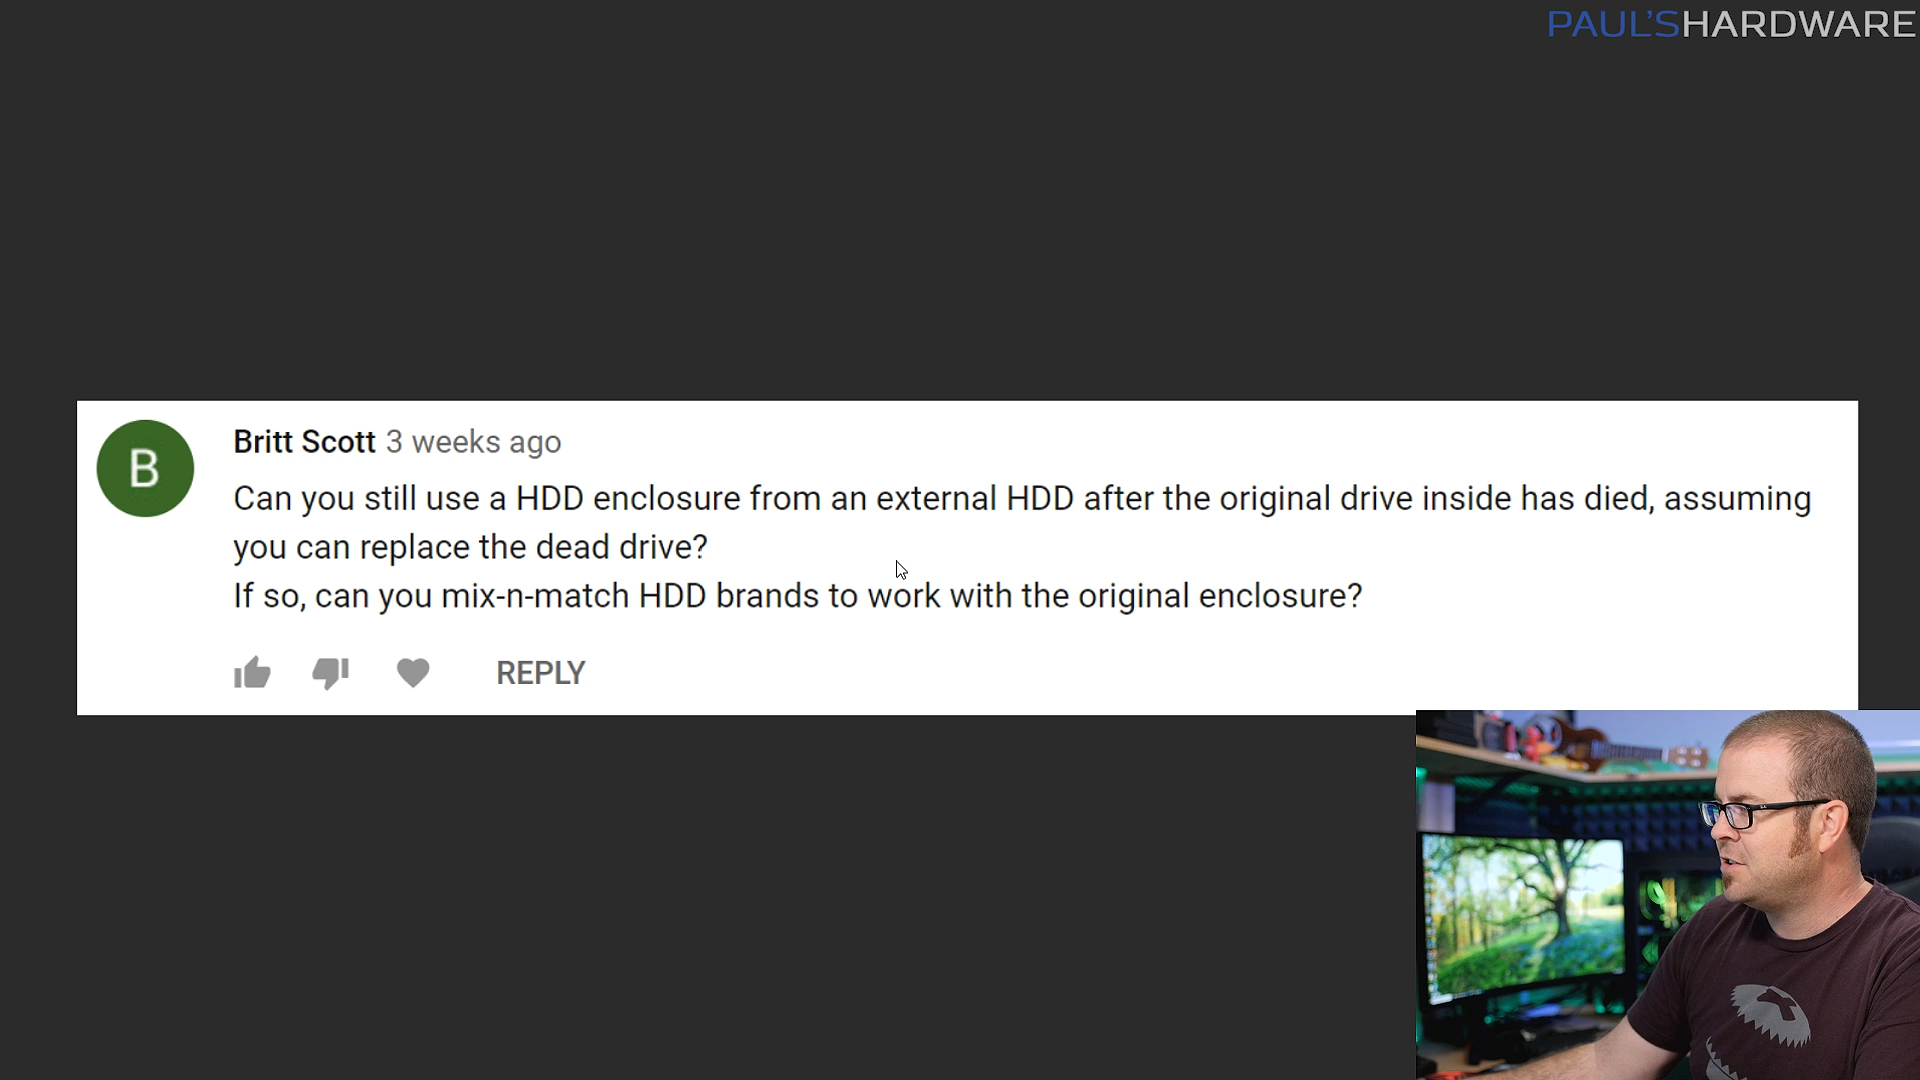 PAUL'SHARDWARE
Britt Scott 3 weeks ago
B
Can you still use a HDD enclosure from an external HDD after the original drive inside has died, assuming
you can replace the dead drive?
If so, can you mix-n-match HDD brands to work with the original enclosure?
REPLY